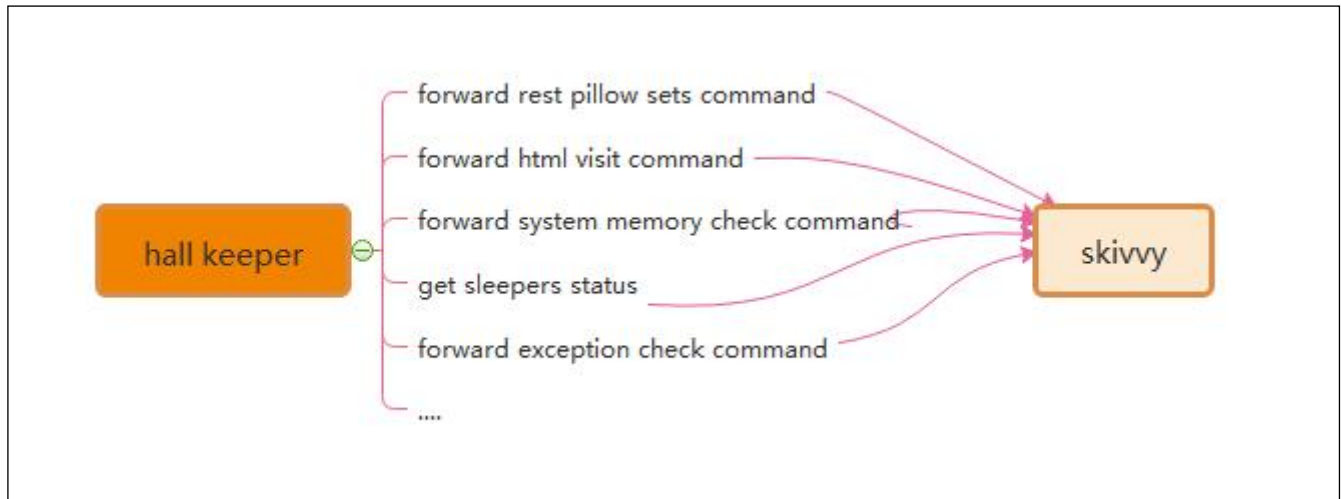 forward rest pillow sets command
forward html visit command
forward system memory check command
hall keeper
skivvy
get sleepers status
forward exception check command
....